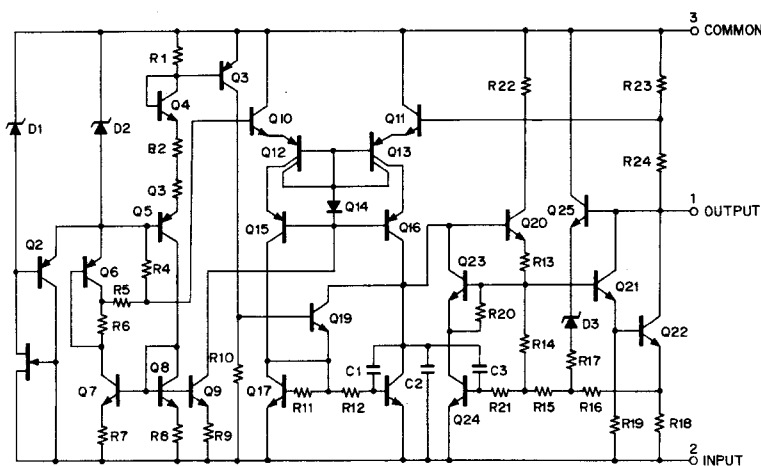 3
COMMON
R1
Q3
R22
R23
Q4
Q10
Q11
D1
D2
R2
Q12
Q13
R24
Q3
1
OUTPUT
Q5
Q14
Q25
Q2
Q15
Q16
Q20
Q6
R4
Q23
R13
Q21
R5
R20
R6
Q19
D3
Q22
R10
R14
R17
C1
C2
C3
Q7
Q8
Q9
Q17
R11
R12
R21
R15
R16
Q24
R19
R18
R7
R8
R9
2
INPUT